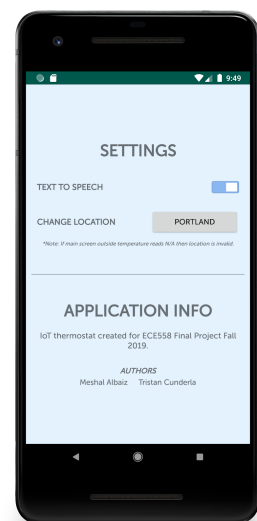 9:49
SETTINGS
TEXT TO SPEECH
CHANGE LOCATION PORTLAND
*Note: If main screen outside temperature reads N/A then location is invalid.
APPLICATION INFO
IoT thermostat created for ECE558 Final Project Fall
2019.
AUTHORS
Meshal Albaiz Tristan Cunderla